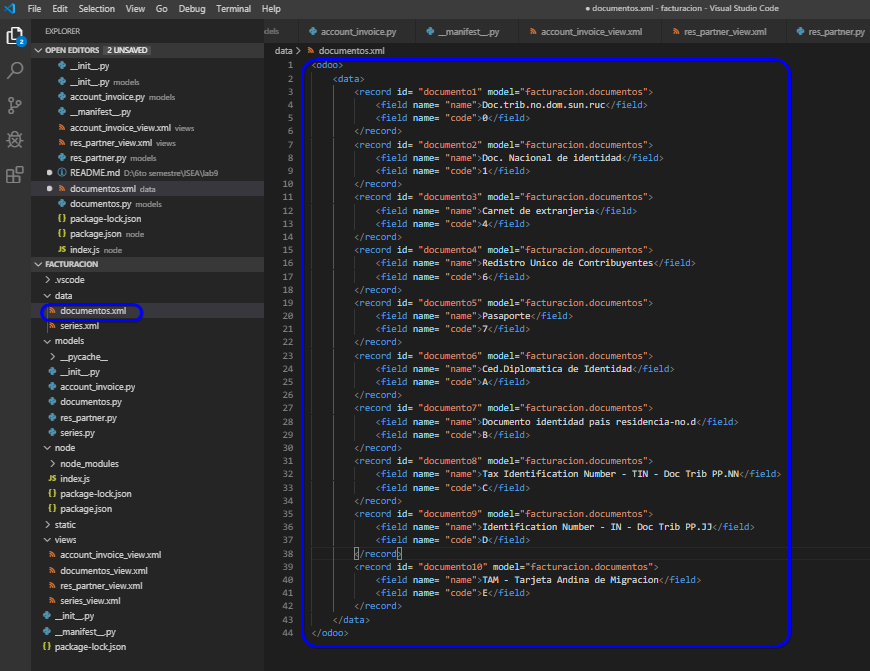 File Edit Selection View Go Debug Terminal Help
● documentos.xml - facturacion - Visual Studio Code
EXPLORER
OPEN EDITORS 2 UNSAVED
__init__.py
__init__.py models
account_invoice.py models
__manifest__.py
account_invoice_view.xml views
res_partner_view.xml views
res_partner.py models
README.md D:\6to semestre\ISEA\lab9
documentos.xml data
documentos.py models
package-lock.json
package.json node
index.js node
FACTURACION
.vscode
data
documentos.xml
series.xml
models
__pycache__
__init__.py
account_invoice.py
documentos.py
res_partner.py
series.py
node
node_modules
index.js
package-lock.json
package.json
static
views
account_invoice_view.xml
documentos_view.xml
res_partner_view.xml
series_view.xml
__init__.py
__manifest__.py
package-lock.json
2
dels account_invoice.py __manifest__.py account_invoice_view.xml res_partner_view.xml res_partner.py
data > documentos.xml
1 <odoo>
2 <data>
3 <record id= "documento1" model="facturacion.documentos">
4 <field name= "name">Doc.trib.no.dom.sun.ruc</field>
5 <field name= "code">0</field>
6 </record>
7 <record id= "documento2" model="facturacion.documentos">
8 <field name= "name">Doc. Nacional de identidad</field>
9 <field name= "code">1</field>
10 </record>
11 <record id= "documento3" model="facturacion.documentos">
12 <field name= "name">Carnet de extranjeria</field>
13 <field name= "code">4</field>
14 </record>
15 <record id= "documento4" model="facturacion.documentos">
16 <field name= "name">Redistro Unico de Contribuyentes</field>
17 <field name= "code">6</field>
18 </record>
19 <record id= "documento5" model="facturacion.documentos">
20 <field name= "name">Pasaporte</field>
21 <field name= "code">7</field>
22 </record>
23 <record id= "documento6" model="facturacion.documentos">
24 <field name= "name">Ced.Diplomatica de Identidad</field>
25 <field name= "code">A</field>
26 </record>
27 <record id= "documento7" model="facturacion.documentos">
28 <field name= "name">Documento identidad pais residencia-no.d</field>
29 <field name= "code">B</field>
30 </record>
31 <record id= "documento8" model="facturacion.documentos">
32 <field name= "name">Tax Identification Number - TIN - Doc Trib PP.NN</field>
33 <field name= "code">C</field>
34 </record>
35 <record id= "documento9" model="facturacion.documentos">
36 <field name= "name">Identification Number - IN - Doc Trib PP.JJ</field>
37 <field name= "code">D</field>
38 </record>
39 <record id= "documento10" model="facturacion.documentos">
40 <field name= "name">TAM - Tarjeta Andina de Migracion</field>
41 <field name= "code">E</field>
42 </record>
43 </data>
44 </odoo>